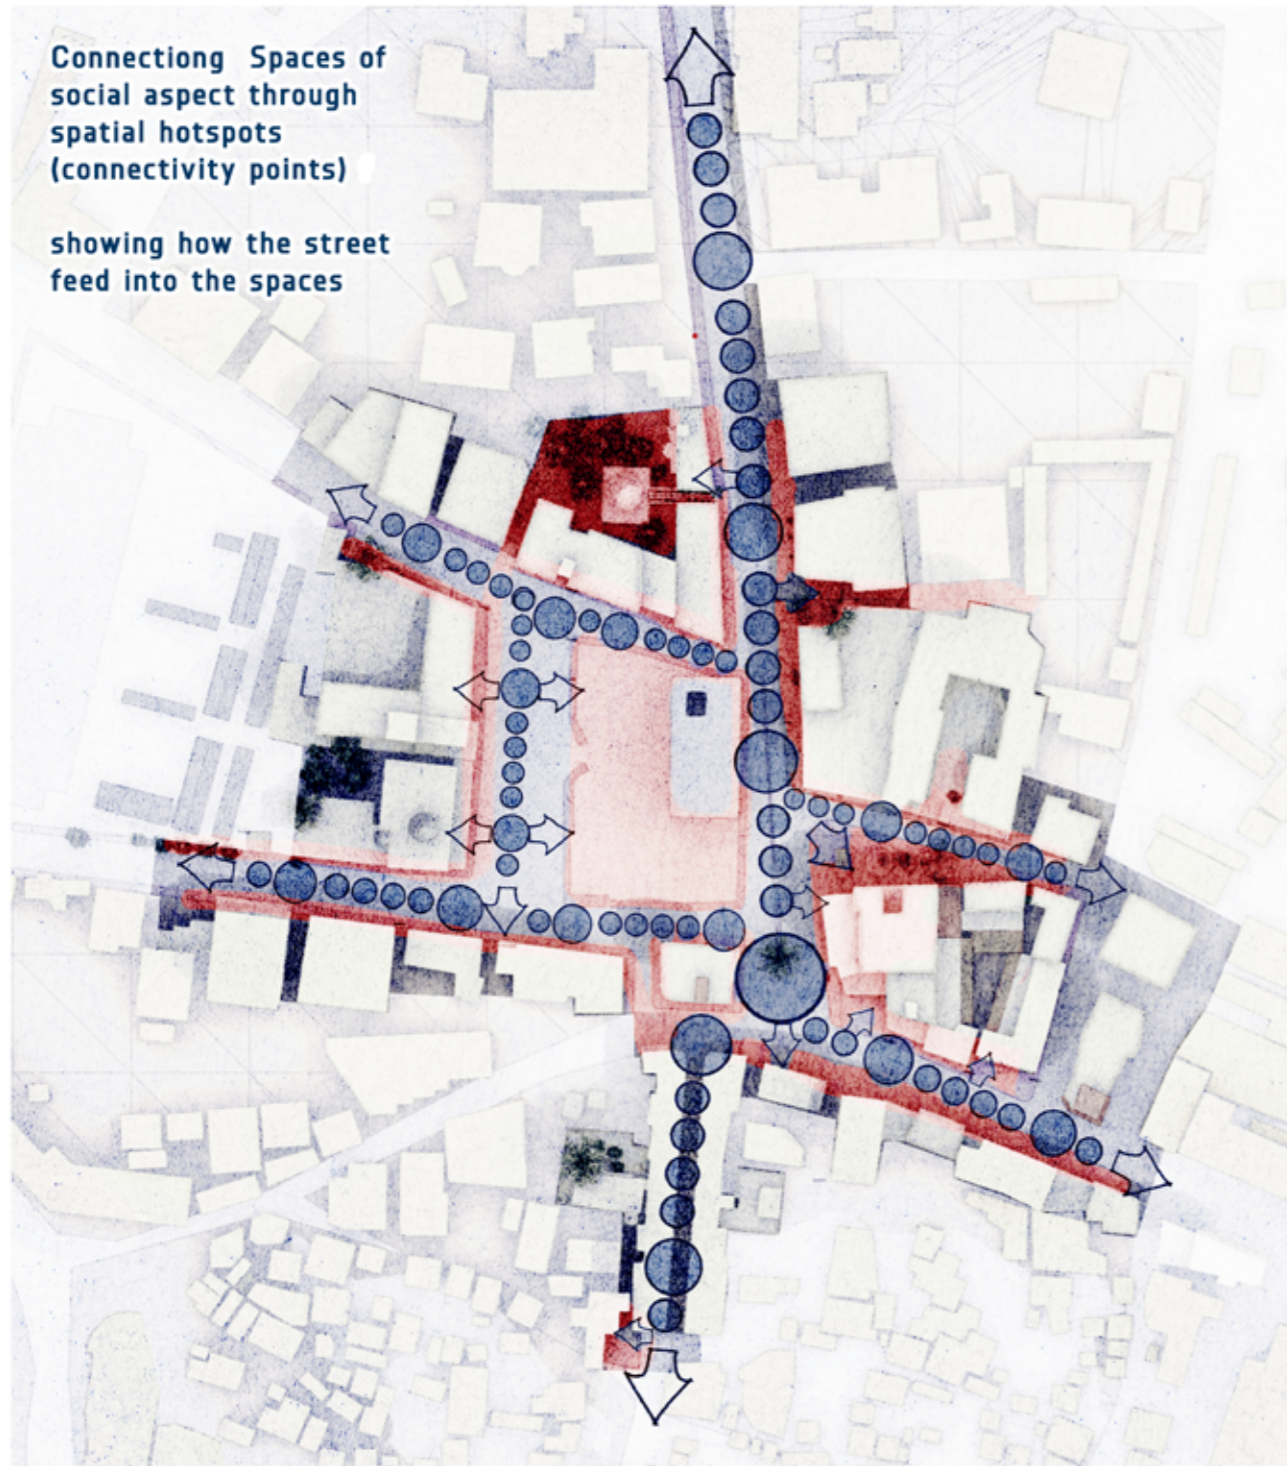 Connectiong Spaces of
social aspect through
spatial hotspots
(connectivity points)
showing how the street
feed into the spaces